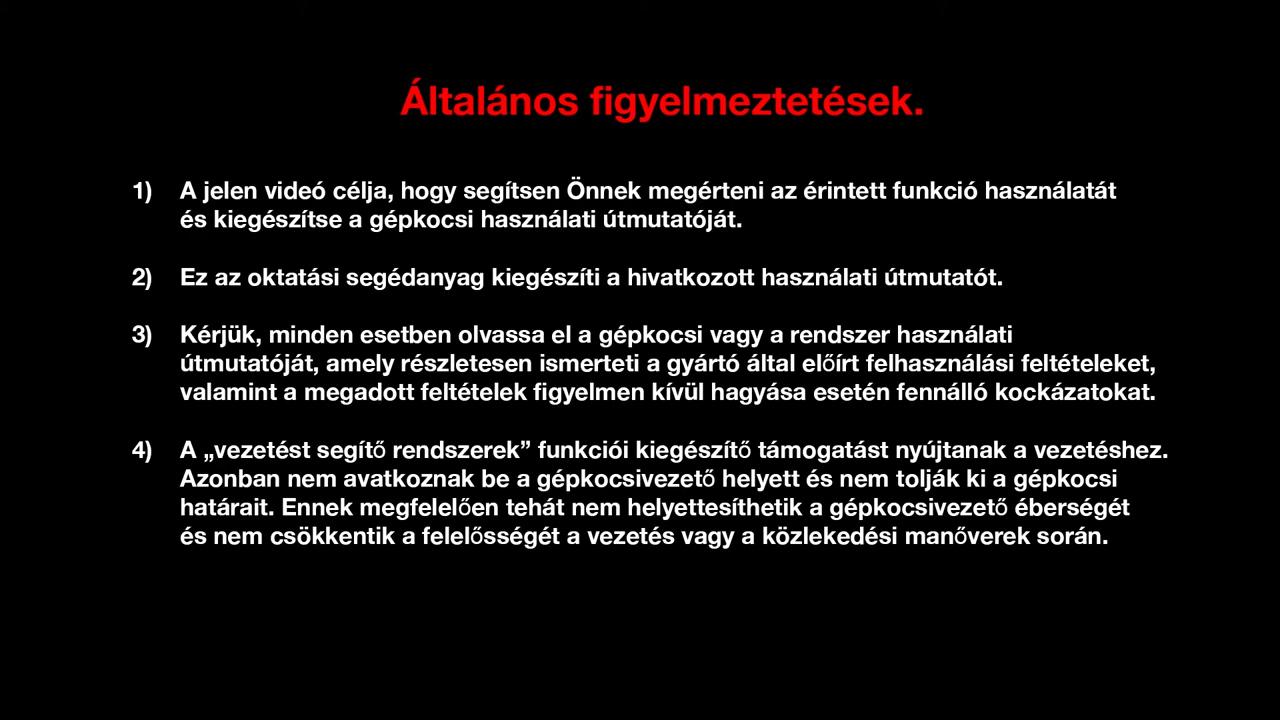 Általános figyelmeztetések.
1) A jelen videó célja, hogy segítsen Önnek megérteni az érintett funkció használatát
és kiegészítse a gépkocsi használati útmutatóját.
2) Ez az oktatási segédanyag kiegészíti a hivatkozott használati útmutatót.
3) Kérjük, minden esetben olvassa el a gépkocsi vagy a rendszer használati
útmutatóját, amely részletesen ismerteti a gyártó által előírt felhasználási feltételeket,
valamint a megadott feltételek figyelmen kívül hagyása esetén fennálló kockázatokat.
4) A „vezetést segítő rendszerek” funkciói kiegészítő támogatást nyújtanak a vezetéshez.
Azonban nem avatkoznak be a gépkocsivezető helyett és nem tolják ki a gépkocsi
határait. Ennek megfelelően tehát nem helyettesíthetik a gépkocsivezető éberségét
és nem csökkentik a felelősségét a vezetés vagy a közlekedési manőverek során.